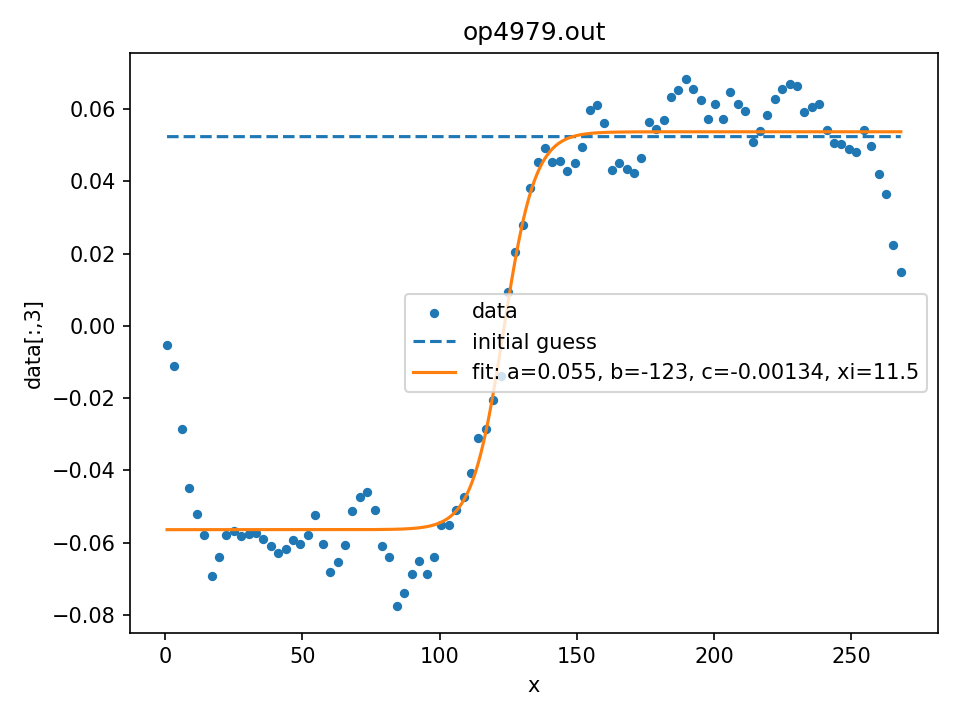 op4979.out
0.06
0.04
0.02
0.00
−0.02
−0.04
−0.06
−0.08
data[:,3]
data
initial guess
fit: a=0.055, b=-123, c=-0.00134, xi=11.5
0 50 100 150 200 250
x